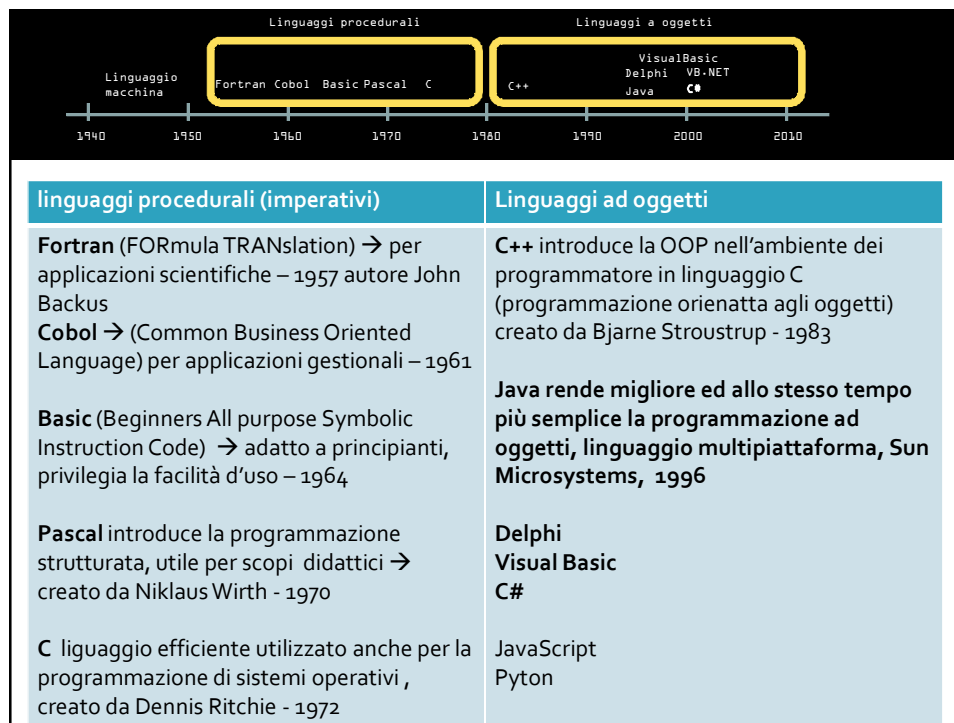 Linguaggi procedurali
Linguaggi a oggetti
VisualBasic
Linguaggio
macchina
Fortran Cobol Basic Pascal C
C++
Delphi VB.NET
Java C#
1940 1950 1960 1970 1980 1990 2000 2010
linguaggi procedurali (imperativi)
Fortran (FORmula TRANslation) → per
applicazioni scientifiche – 1957 autore John
Backus
Cobol → (Common Business Oriented
Language) per applicazioni gestionali – 1961
Basic (Beginners All purpose Symbolic
Instruction Code) → adatto a principianti,
privilegia la facilità d'uso – 1964
Pascal introduce la programmazione
strutturata, utile per scopi didattici →
creato da Niklaus Wirth - 1970
C liguaggio efficiente utilizzato anche per la
programmazione di sistemi operativi ,
creato da Dennis Ritchie - 1972
Linguaggi ad oggetti
C++ introduce la OOP nell'ambiente dei
programmatore in linguaggio C
(programmazione orienatta agli oggetti)
creato da Bjarne Stroustrup - 1983
Java rende migliore ed allo stesso tempo
più semplice la programmazione ad
oggetti, linguaggio multipiattaforma, Sun
Microsystems, 1996
Delphi
Visual Basic
C#
JavaScript
Pyton